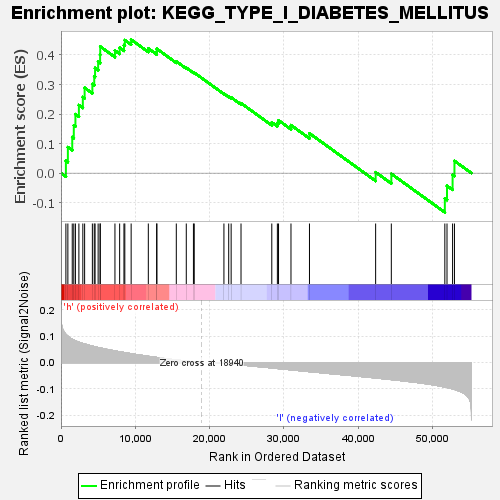 Enrichment plot: KEGG_TYPE_I_DIABETES_MELLITUS
Enrichment score (ES)
0.4
0.3
0.2
0.1
0.0
-0.1
'h' (positively correlated)
Ranked list metric (Signal2Noise)
0.2
0.1
0.0
-0.1
-0.2
Zero cross at 18940
'l' (negatively correlated)
0
10,000
20,000
30,000
40,000
50,000
Rank in Ordered Dataset
Enrichment profile
Hits
Ranking metric scores